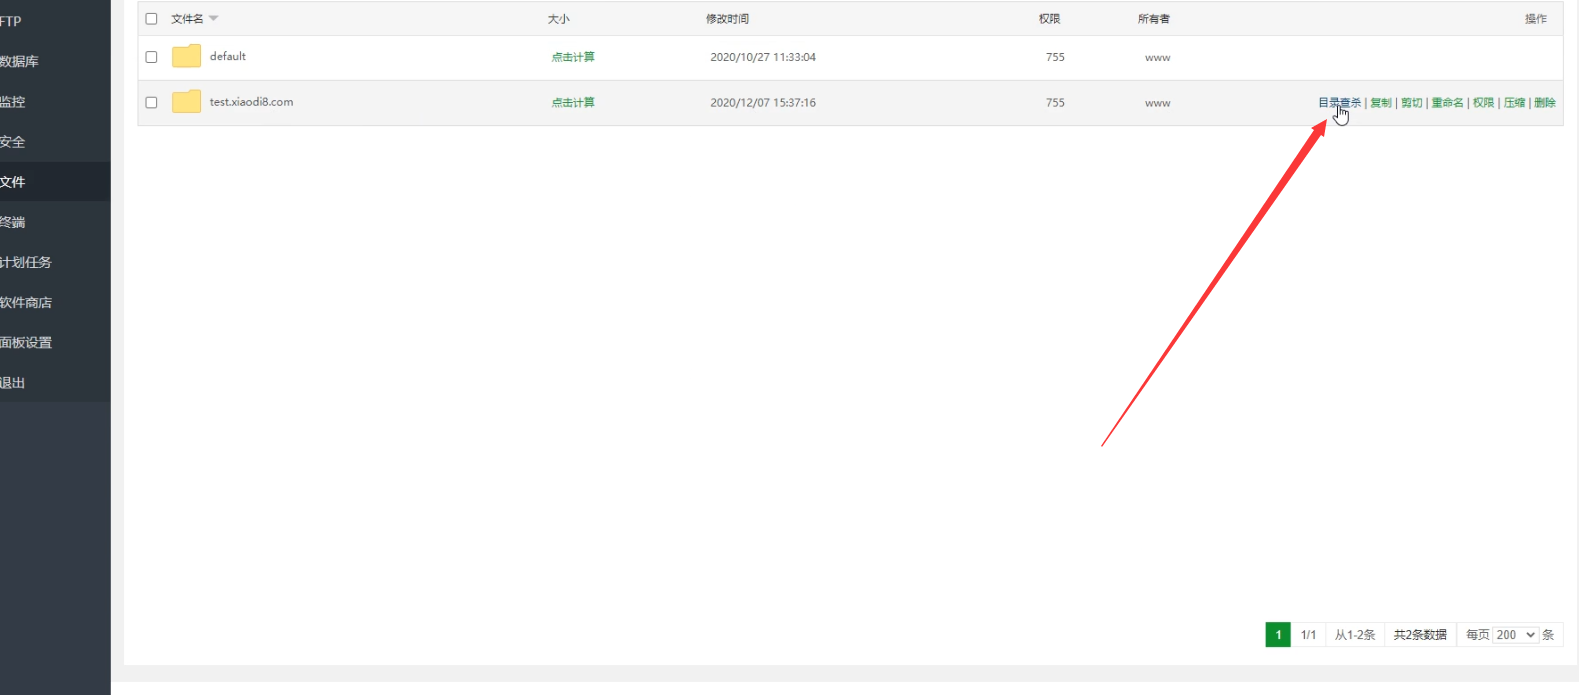 FTP
数据库
监控
安全
文件
终端
计划任务
软件商店
面板设置
退出
文件名 大小 修改时间 权限 所有者 操作
default 点击计算 2020/10/27 11:33:04 755 www
test.xiaodi8.com 点击计算 2020/12/07 15:37:16 755 www 目录查杀 | 复制 | 剪切 | 重命名 | 权限 | 压缩 | 删除
1 1/1 从1-2条 共2条数据 每页 200 条